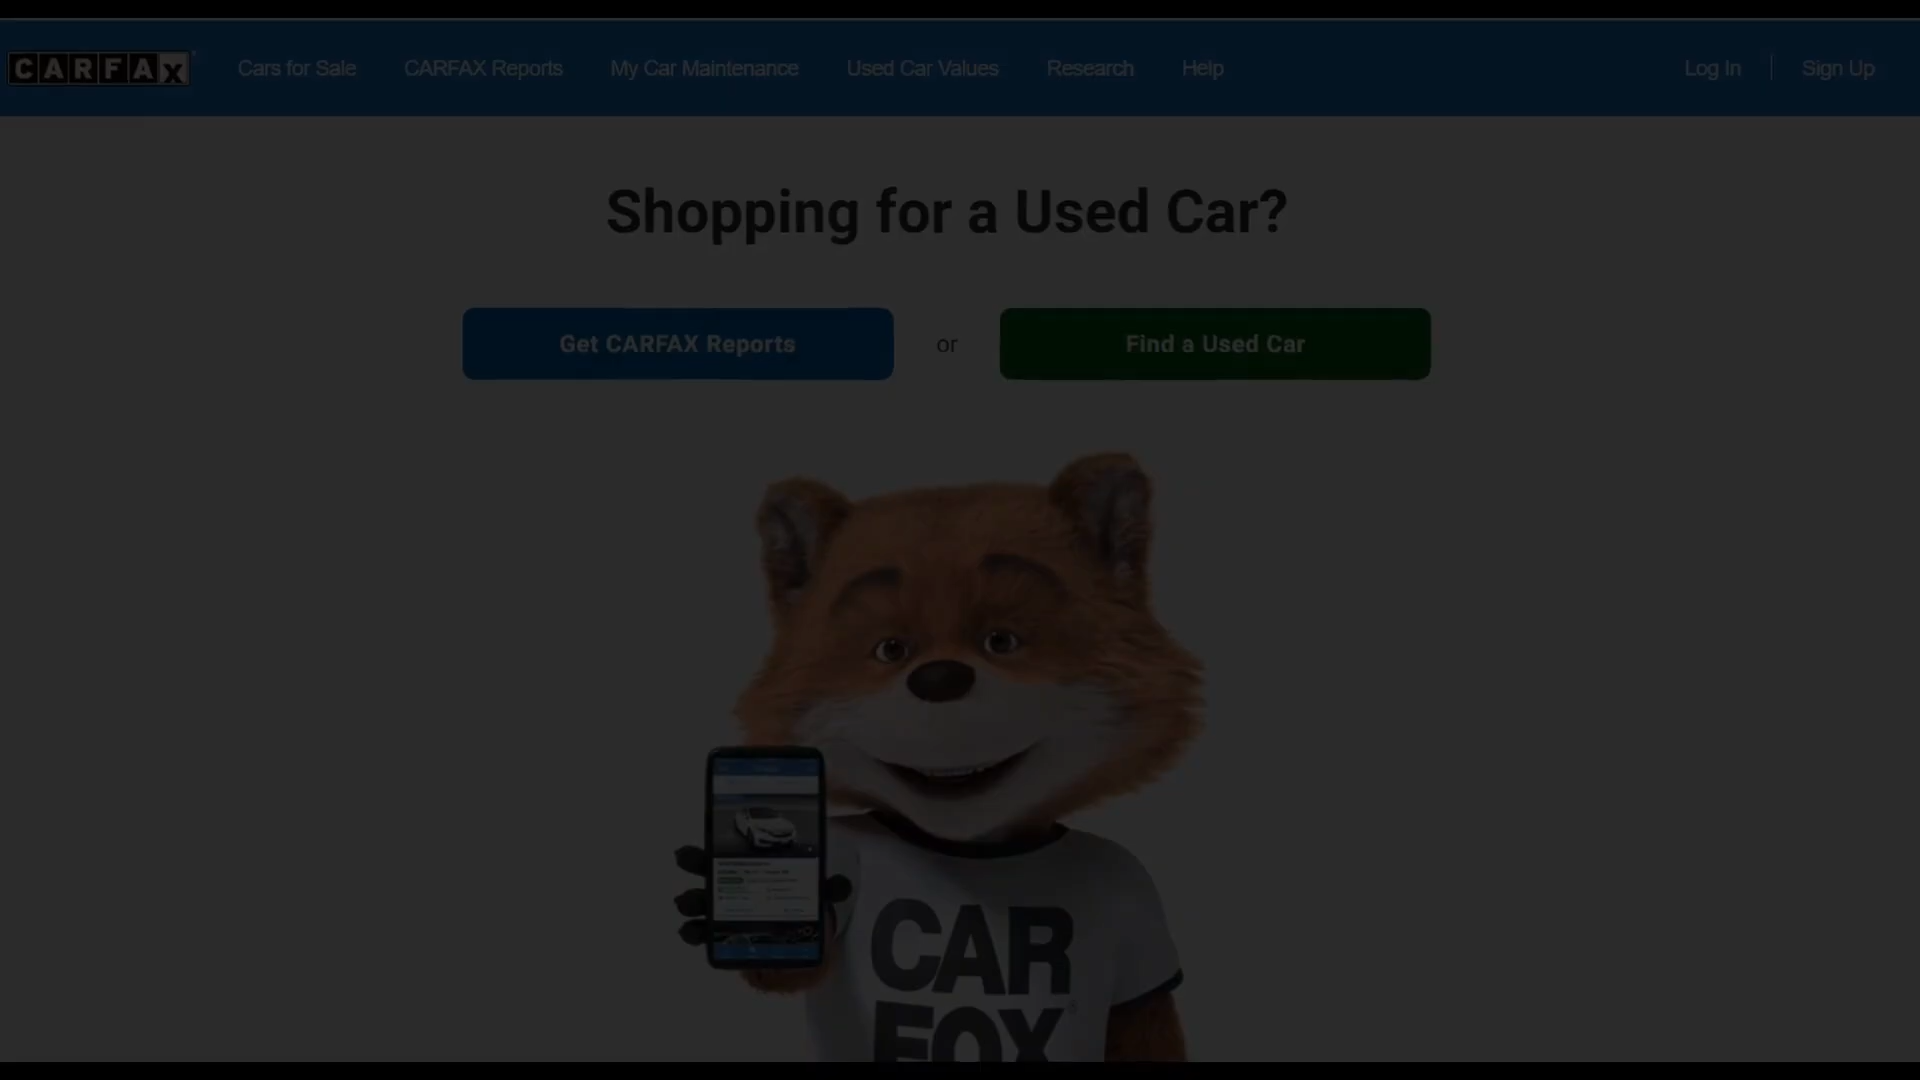 CARFAX
Cars for Sale
CARFAX Reports
My Car Maintenance
Used Car Values
Research
Help
Log In
Sign Up
Shopping for a Used Car?
Get CARFAX Reports
or
Find a Used Car
CAR
FOX